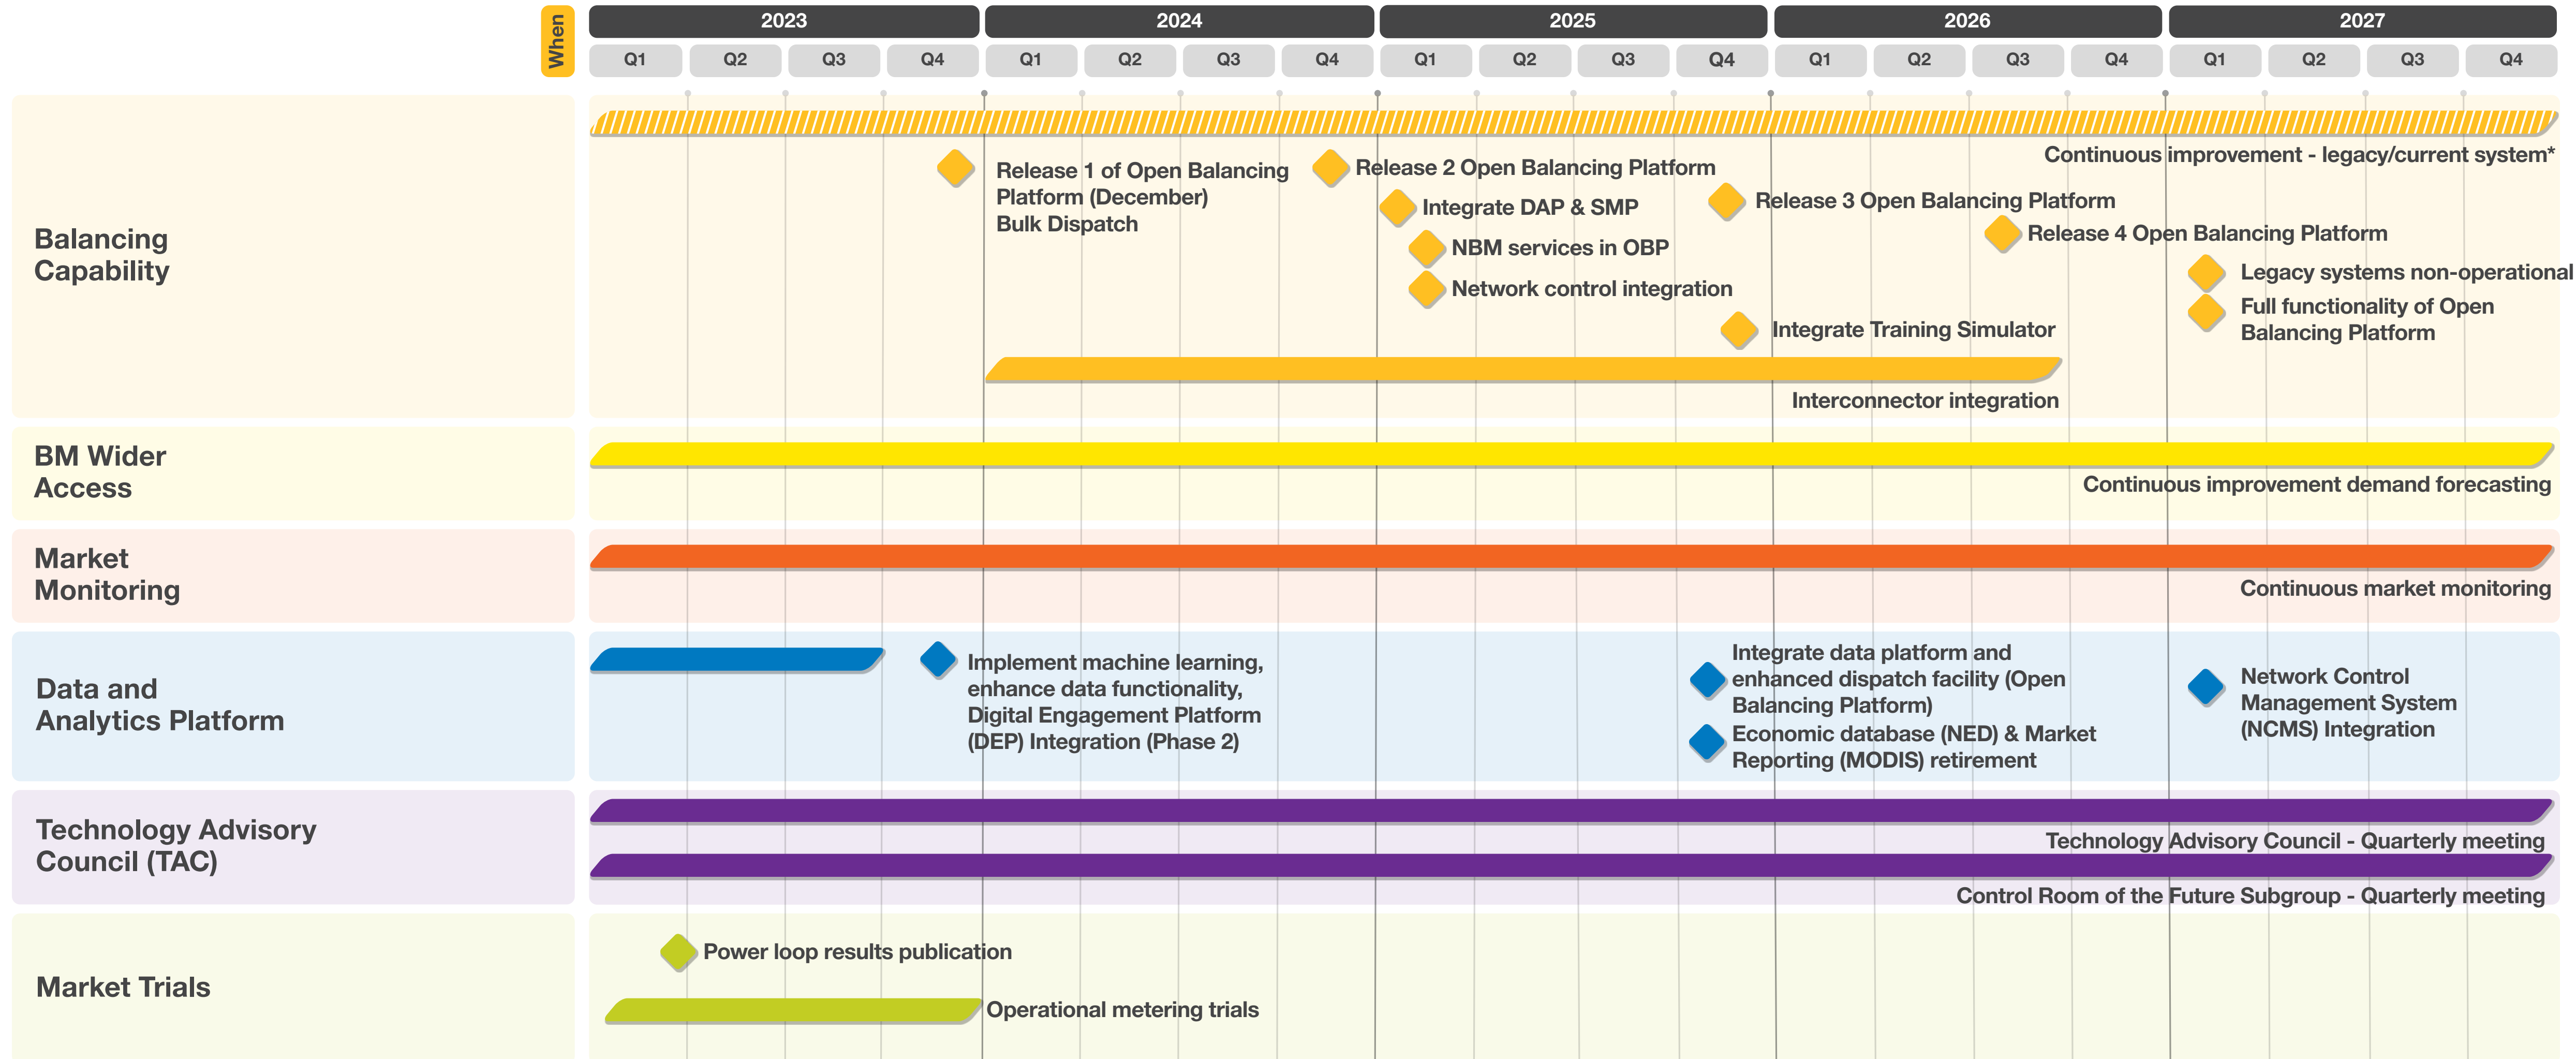 When
2023
2024
2025
2026
2027
Q1
Q2
Q3
Q4
Q1
Q2
Q3
Q4
Q1
Q2
Q3
Q4
Q1
Q2
Q3
Q4
Q1
Q2
Q3
Q4
Balancing
Capability
Continuous improvement - legacy/current system*
Release 1 of Open Balancing
Platform (December)
Bulk Dispatch
Release 2 Open Balancing Platform
Integrate DAP & SMP
NBM services in OBP
Network control integration
Release 3 Open Balancing Platform
Release 4 Open Balancing Platform
Legacy systems non-operational
Full functionality of Open
Balancing Platform
Integrate Training Simulator
Interconnector integration
BM Wider
Access
Continuous improvement demand forecasting
Market
Monitoring
Continuous market monitoring
Data and
Analytics Platform
Implement machine learning,
enhance data functionality,
Digital Engagement Platform
(DEP) Integration (Phase 2)
Integrate data platform and
enhanced dispatch facility (Open
Balancing Platform)
Economic database (NED) & Market
Reporting (MODIS) retirement
Network Control
Management System
(NCMS) Integration
Technology Advisory
Council (TAC)
Technology Advisory Council - Quarterly meeting
Control Room of the Future Subgroup - Quarterly meeting
Market Trials
Power loop results publication
Operational metering trials